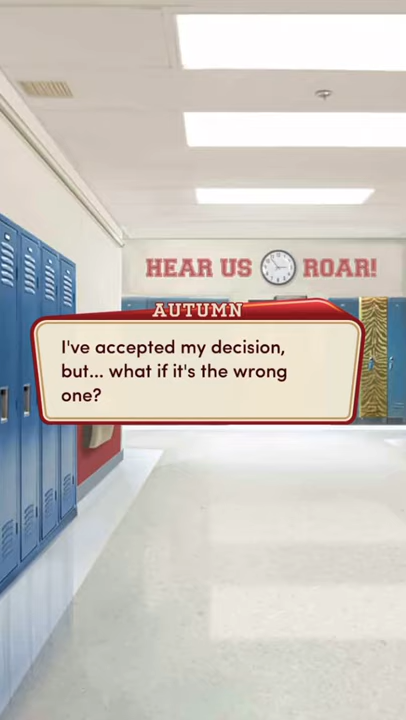 HEAR US ROAR!
AUTUMN
I've accepted my decision,
but... what if it's the wrong
one?